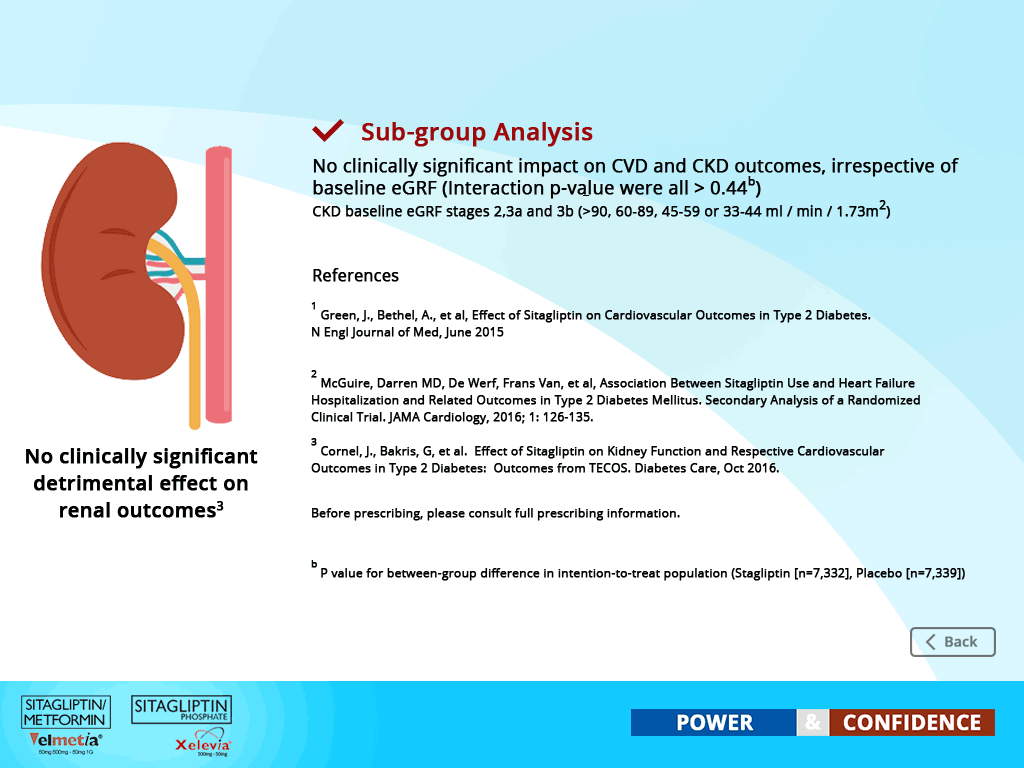 Sub-group Analysis
No clinically significant impact on CVD and CKD outcomes, irrespective of
baseline eGRF (Interaction p-value were all > 0.44b)
CKD baseline eGRF stages 2,3a and 3b (>90, 60-89, 45-59 or 33-44 ml / min / 1.73m2)
References
1 Green, J., Bethel, A., et al, Effect of Sitagliptin on Cardiovascular Outcomes in Type 2 Diabetes.
N Engl Journal of Med, June 2015
2 McGuire, Darren MD, De Werf, Frans Van, et al, Association Between Sitagliptin Use and Heart Failure
Hospitalization and Related Outcomes in Type 2 Diabetes Mellitus. Secondary Analysis of a Randomized
Clinical Trial. JAMA Cardiology, 2016; 1: 126-135.
3 Cornel, J., Bakris, G, et al. Effect of Sitagliptin on Kidney Function and Respective Cardiovascular
Outcomes in Type 2 Diabetes: Outcomes from TECOS. Diabetes Care, Oct 2016.
No clinically significant
detrimental effect on
renal outcomes3
Before prescribing, please consult full prescribing information.
b P value for between-group difference in intention-to-treat population (Stagliptin [n=7,332], Placebo [n=7,339])
Back
SITAGLIPTIN/
METFORMIN
Velmetia®
50mg 500mg - 50mg 1G
SITAGLIPTIN
PHOSPHATE
Xelevia®
100mg - 50mg
POWER & CONFIDENCE